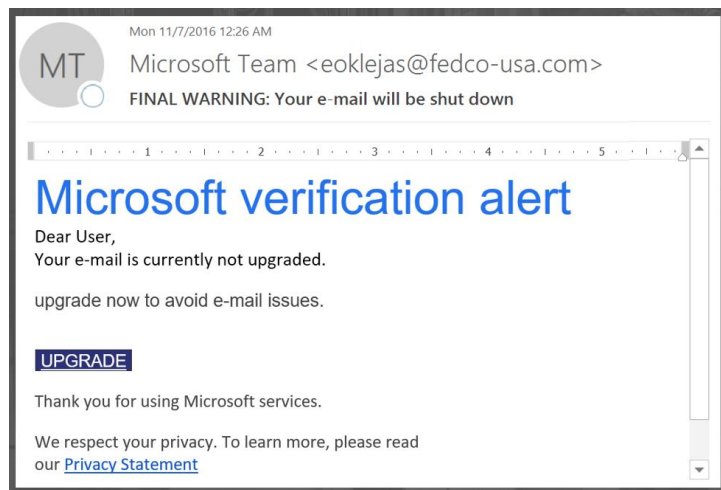 Mon 11/7/2016 12:26 AM
MT
Microsoft Team <eoklejas@fedco-usa.com>
FINAL WARNING: Your e-mail will be shut down
1 2 3 4 5
Microsoft verification alert
Dear User,
Your e-mail is currently not upgraded.
upgrade now to avoid e-mail issues.
UPGRADE
Thank you for using Microsoft services.
We respect your privacy. To learn more, please read
our Privacy Statement